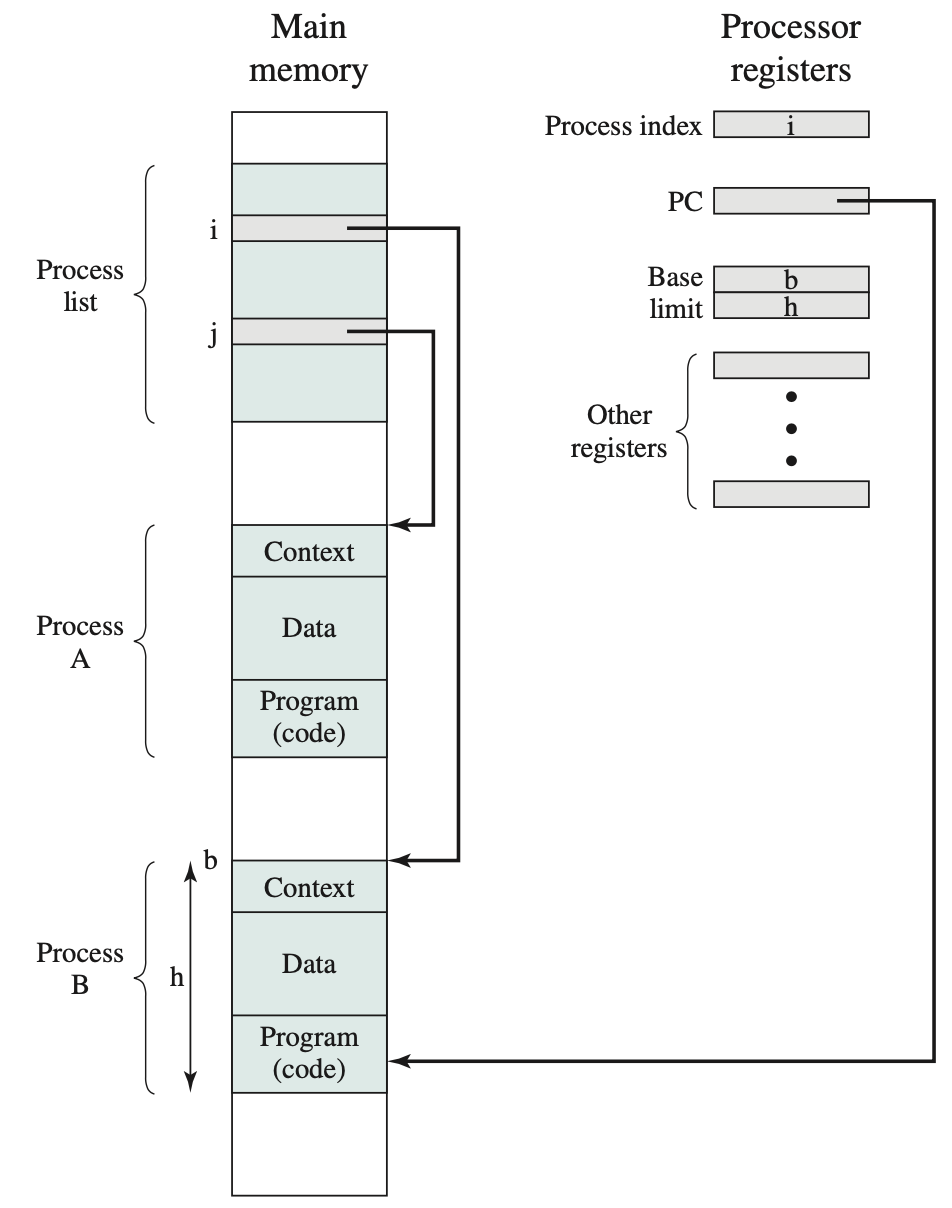 Main
memory
Processor
registers
Process index
i
PC
Base
limit
b
h
Other
registers
Process
list
i
j
Process
A
Context
Data
Program
(code)
Process
B
b
h
Context
Data
Program
(code)